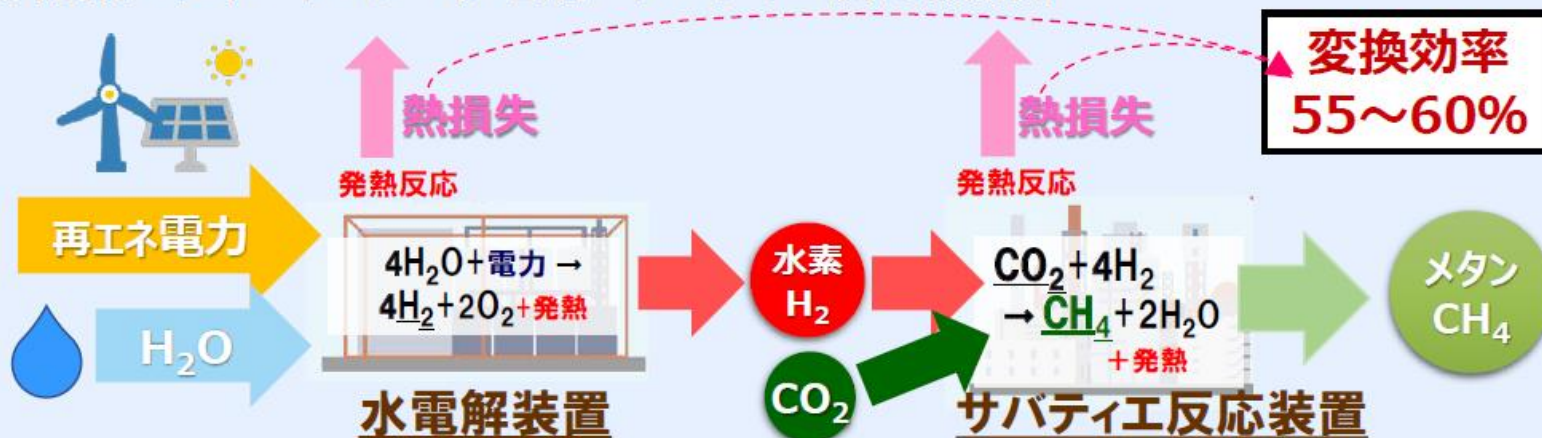 変換効率
55~60%
熱損失
熱損失
発熱反応
発熱反応
再エネ電力
H₂O
4H₂O+電力→
4H₂+2O₂+発熱
水電解装置
水素
H₂
CO₂
CO₂+4H₂
→CH₄+2H₂O
+発熱
サバティエ反応装置
メタン
CH₄